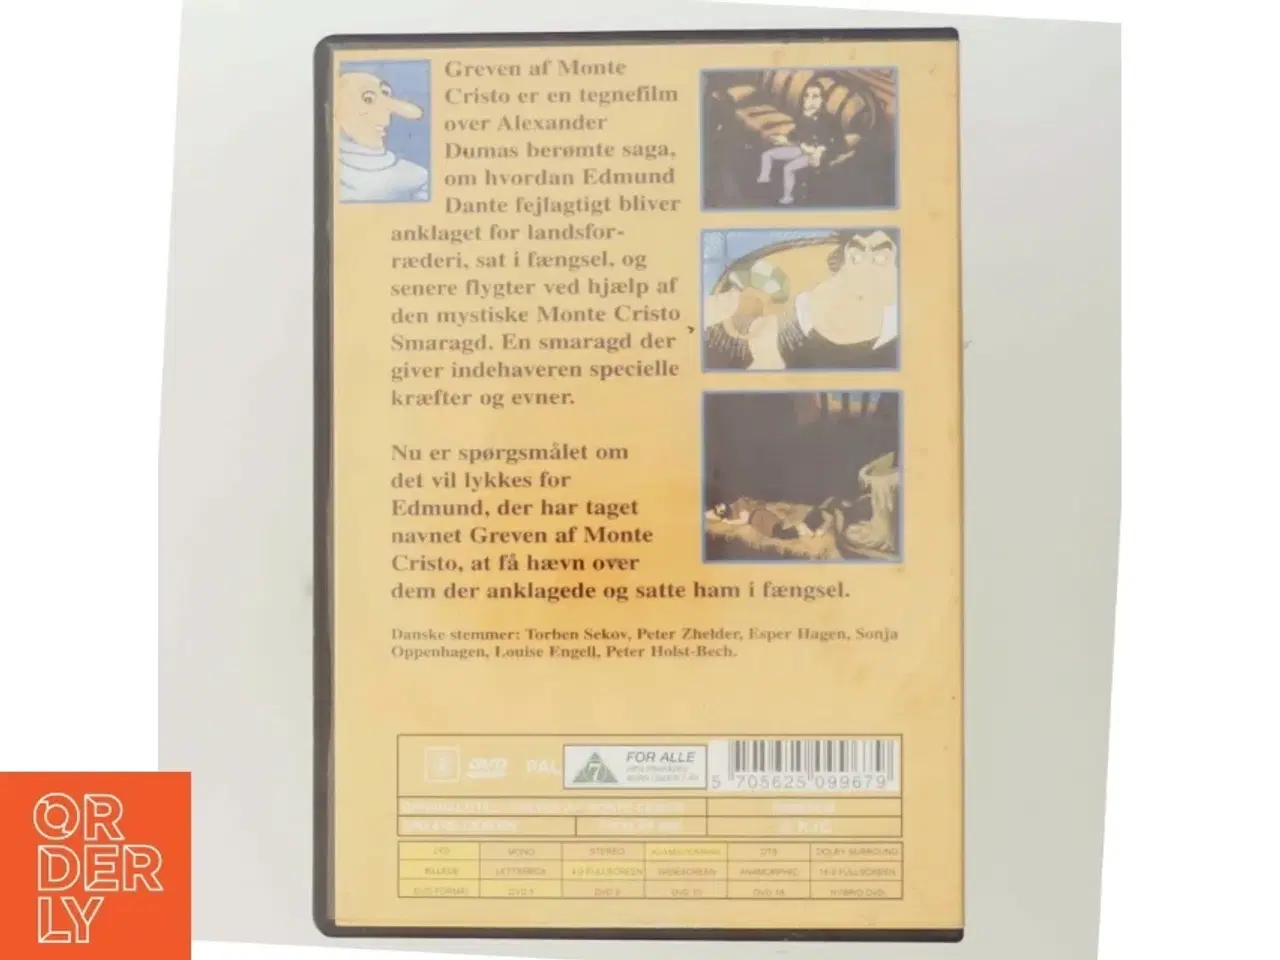 Greven af Monte
Cristo er en tegnefilm
over Alexander
Dumas berømte saga,
om hvordan Edmund
Dante fejlagtigt bliver
anklaget for landsfor-
ræderi, sat i fængsel, og
senere flygter ved hjælp af
den mystiske Monte Cristo
Smaragd. En smaragd der
giver indehaveren specielle
kræfter og evner.
Nu er spørgsmålet om
det vil lykkes for
Edmund, der har taget
navnet Greven af Monte
Cristo, at få hævn over
dem der anklagede og satte ham i fængsel.
Danske stemmer: Torben Sekov, Peter Zhelder, Esper Hagen, Sonja
Oppenhagen, Louise Engell, Peter Holst-Bech.
DVD PAL 7 FOR ALLE
5 705625 099679
MONO STEREO DTS DOLBY SURROUND
BILLEDE LETTERBOX 4:3 FULLSCREEN WIDESCREEN ANAMORPHIC 16:9 FULLSCREEN
DVD FORMAT DVD 5 DVD 9 DVD 10 DVD 18 HYBRID DVD
ORDERLY